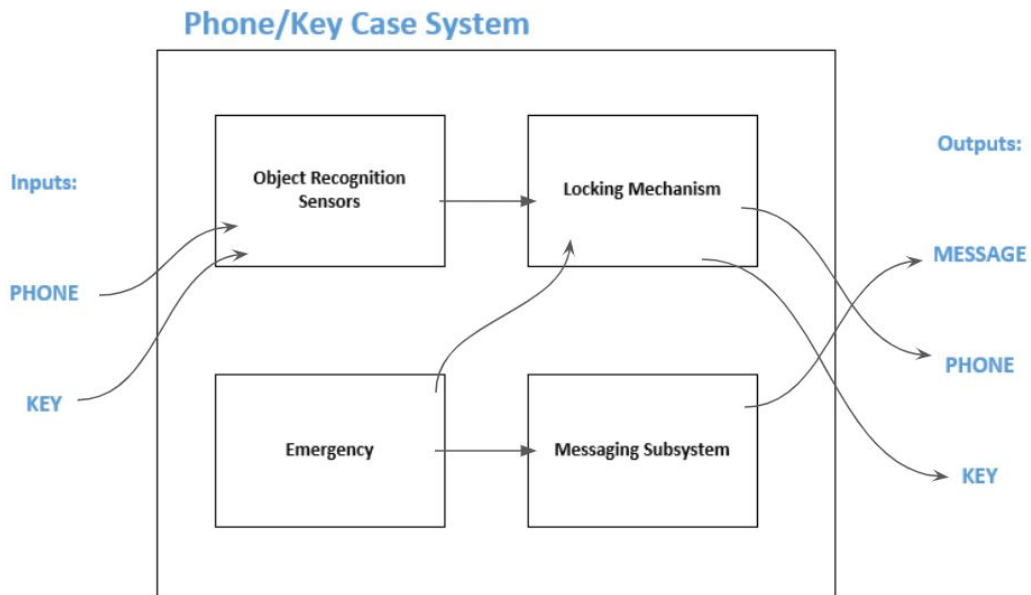 Phone/Key Case System
Inputs:
PHONE
KEY
Object Recognition
Sensors
Locking Mechanism
Emergency
Messaging Subsystem
Outputs:
MESSAGE
PHONE
KEY